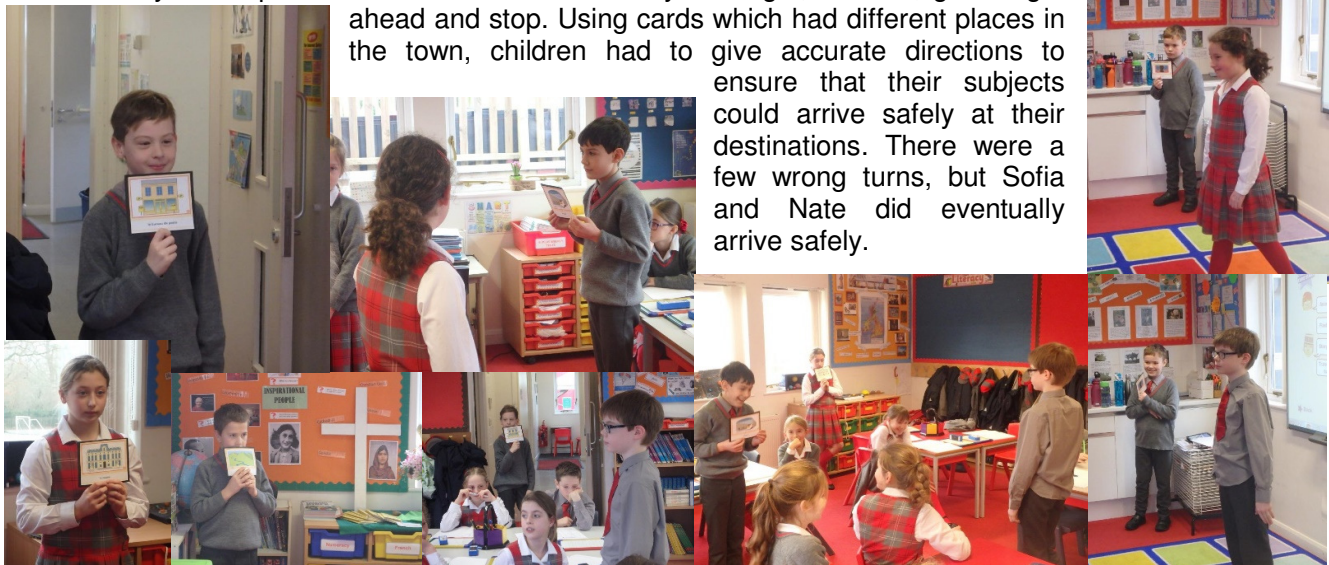 ahead and stop. Using cards which had different places in
the town, children had to give accurate directions to
ensure that their subjects
could arrive safely at their
destinations. There were a
few wrong turns, but Sofia
and Nate did eventually
arrive safely.
INSPIRATIONAL
PEOPLE
Literacy